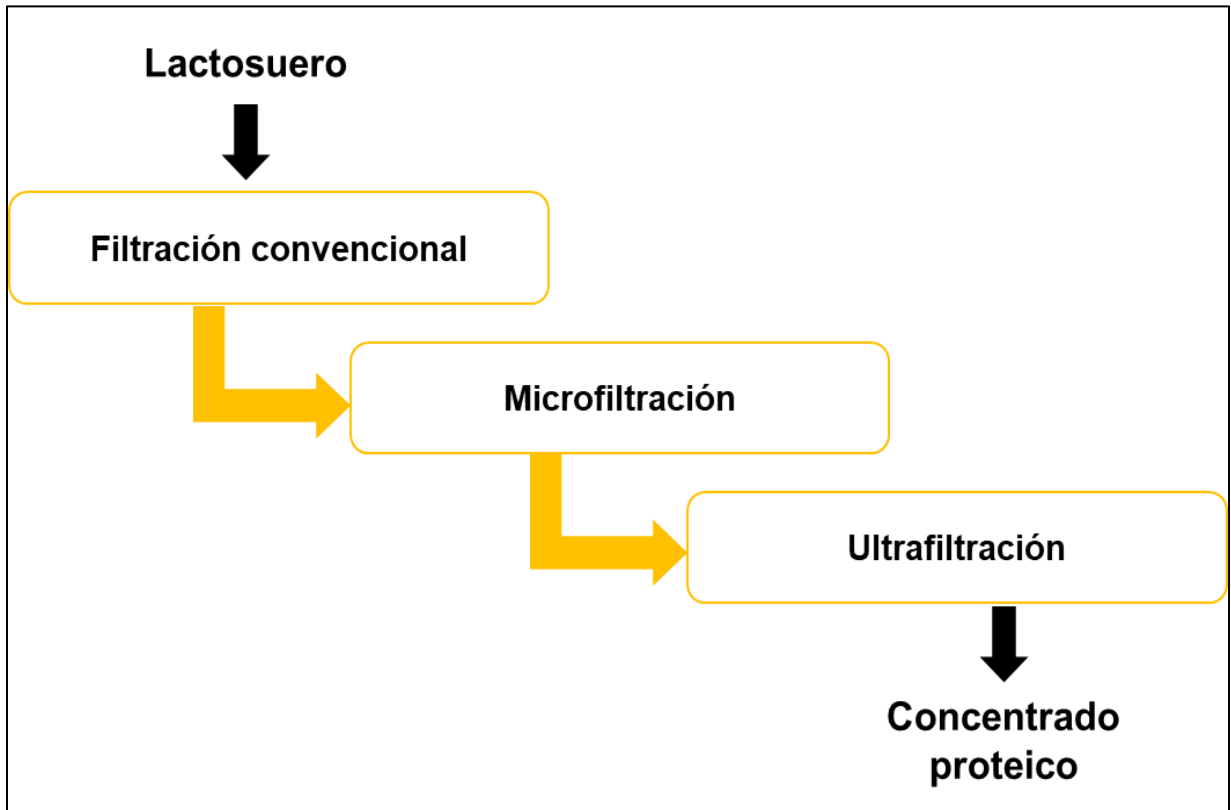 Lactosuero
Filtración convencional
Microfiltración
Ultrafiltración
Concentrado
proteico